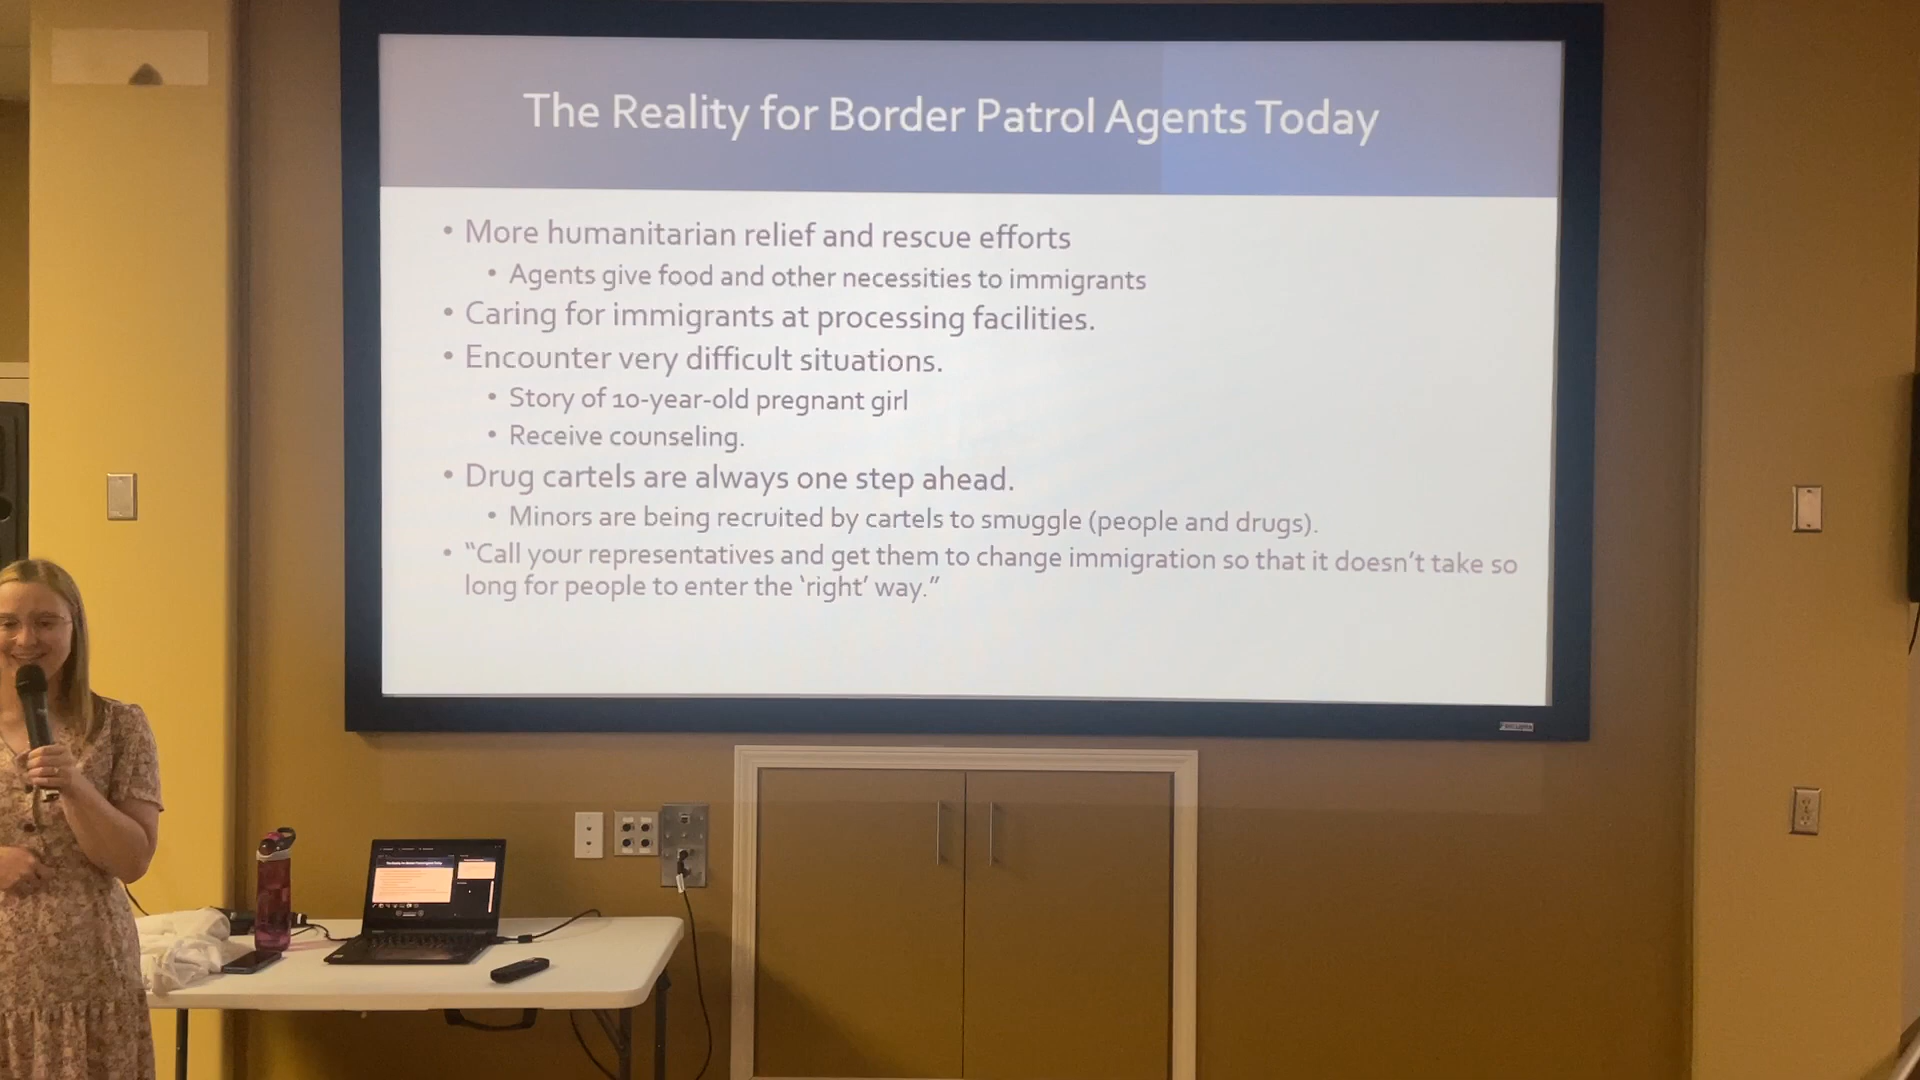 The Reality for Border Patrol Agents Today
• More humanitarian relief and rescue efforts
• Agents give food and other necessities to immigrants
• Caring for immigrants at processing facilities.
• Encounter very difficult situations.
• Story of 10-year-old pregnant girl
• Receive counseling.
• Drug cartels are always one step ahead.
• Minors are being recruited by cartels to smuggle (people and drugs).
• “Call your representatives and get them to change immigration so that it doesn’t take so
long for people to enter the ‘right’ way.”